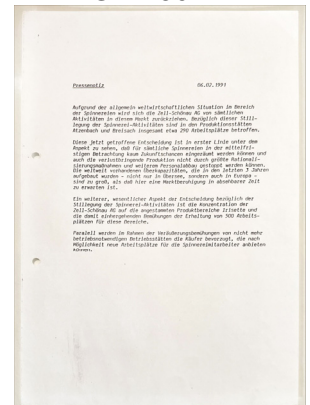 Pressenotiz 06.02.1991
Aufgrund der allgemein weltwirtschaftlichen Situation im Bereich
der Spinnereien wird sich die Zell-Schönau AG von sämtlichen
Aktivitäten in diesem Markt zurückziehen. Bezüglich dieser Still-
legung der Spinnerei-Aktivitäten sind in den Produktionsstätten
Atzenbach und Breisach insgesamt etwa 290 Arbeitsplätze betroffen.
Diese jetzt getroffene Entscheidung ist in erster Linie unter dem
Aspekt zu sehen, daß für sämtliche Spinnereien in der mittelfri-
stigen Betrachtung kaum Zukunftschancen eingeräumt werden können und
auch die verlustbringende Produktion nicht durch größte Rationali-
sierungsmaßnahmen und weiteren Personalabbau gestoppt werden können.
Die weltweit vorhandenen Überkapazitäten, die in den letzten 3 Jahren
aufgebaut wurden - nicht nur in Übersee, sondern auch in Europa -
sind zu groß, als daß hier eine Marktberuhigung in absehbarer Zeit
zu erwarten ist.
Ein weiterer, wesentlicher Aspekt der Entscheidung bezüglich der
Stillegung der Spinnerei-Aktivitäten ist die Konzentration der
Zell-Schönau AG auf die angestammten Produktbereiche Irisette und
die damit einhergehenden Bemühungen der Erhaltung von 500 Arbeits-
plätzen für diese Bereiche.
Parallel werden im Rahmen der Veräußerungsbemühungen von nicht mehr
betriebsnotwendigen Betriebsstätten die Käufer bevorzugt, die nach
Möglichkeit neue Arbeitsplätze für die Spinnereimitarbeiter anbieten
können.